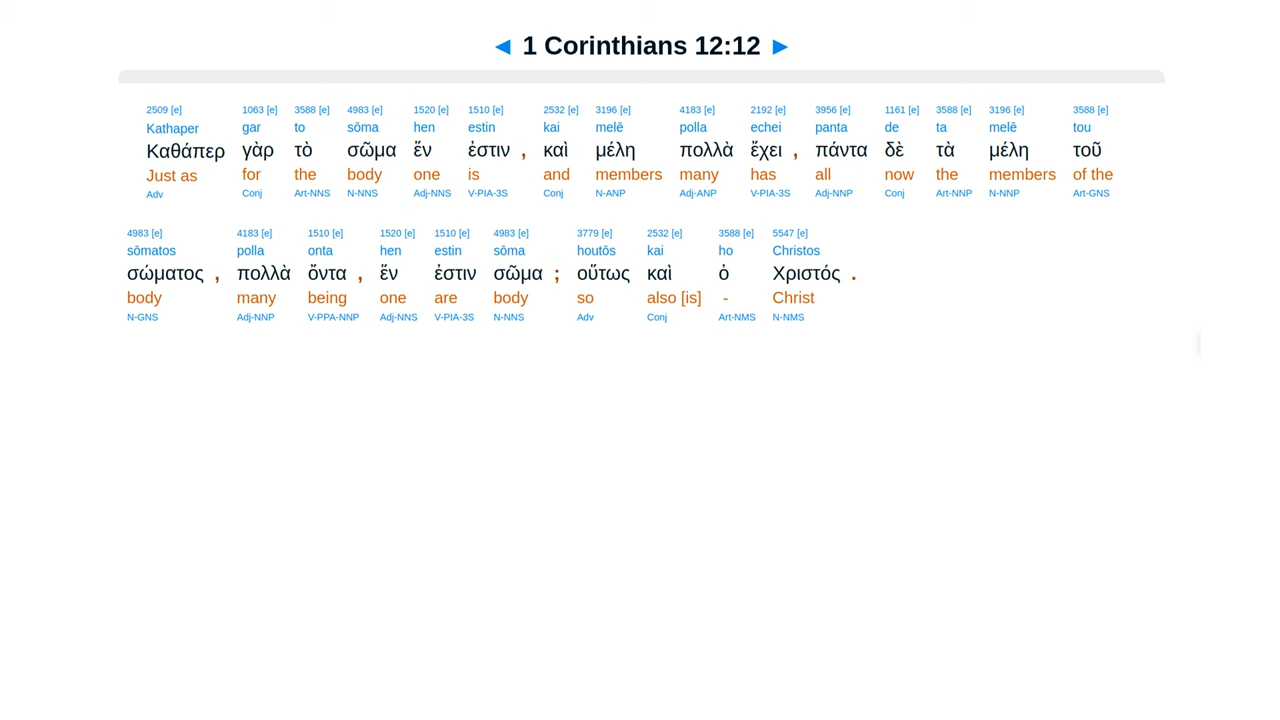 ◄ 1 Corinthians 12:12 ►
2509 [e] 1063 [e] 3588 [e] 4983 [e] 1520 [e] 1510 [e] 2532 [e] 3196 [e] 4183 [e] 2192 [e] 3956 [e] 1161 [e] 3588 [e] 3196 [e] 3588 [e]
Kathaper gar to sōma hen estin kai melē polla echei panta de ta melē tou
Καθάπερ γὰρ τὸ σῶμα ἕν ἐστιν , καὶ μέλη πολλὰ ἔχει , πάντα δὲ τὰ μέλη τοῦ
Just as for the body one is and members many has all now the members of the
Adv Conj Art-NNS N-NNS Adj-NNS V-PIA-3S Conj N-ANP Adj-ANP V-PIA-3S Adj-NNP Conj Art-NNP N-NNP Art-GNS
4983 [e] 4183 [e] 1510 [e] 1520 [e] 1510 [e] 4983 [e] 3779 [e] 2532 [e] 3588 [e] 5547 [e]
sōmatos polla onta hen estin sōma houtōs kai ho Christos
σώματος , πολλὰ ὄντα , ἕν ἐστιν σῶμα ; οὕτως καὶ ὁ Χριστός .
body many being one are body so also [is] - Christ
N-GNS Adj-NNP V-PPA-NNP Adj-NNS V-PIA-3S N-NNS Adv Conj Art-NMS N-NMS